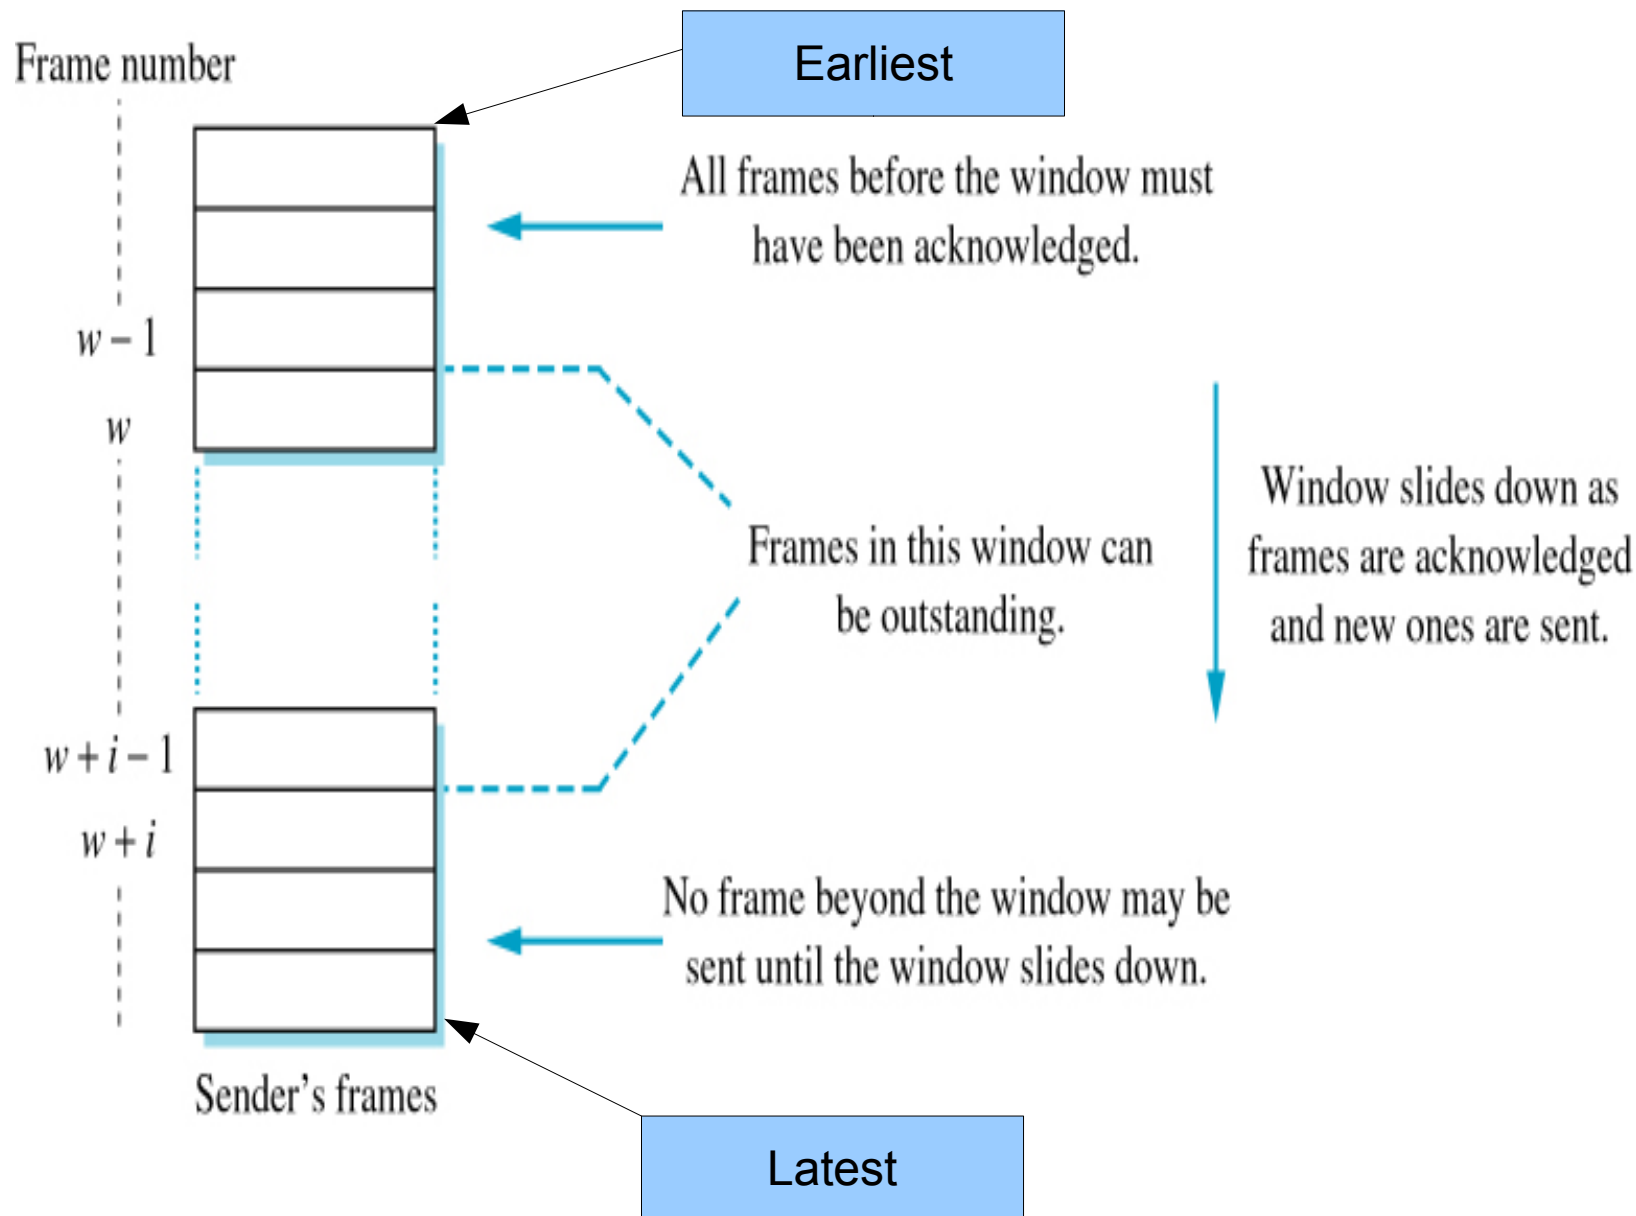 Earliest
Frame number
All frames before the window must
have been acknowledged.
w – 1
w
Window slides down as
frames are acknowledged
and new ones are sent.
Frames in this window can
be outstanding.
w + i – 1
w + i
No frame beyond the window may be
sent until the window slides down.
Sender’s frames
Latest